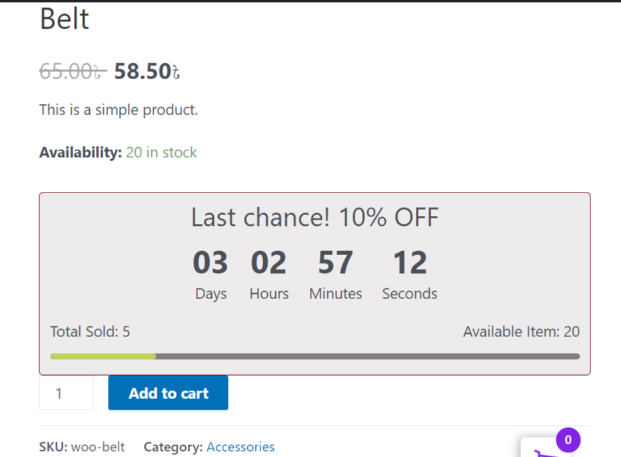 Belt
65.00৳ 58.50৳
This is a simple product.
Availability: 20 in stock
Last chance! 10% OFF
03 02 57 12
Days Hours Minutes Seconds
Total Sold: 5 Available Item: 20
1 Add to cart
0
SKU: woo-belt Category: Accessories